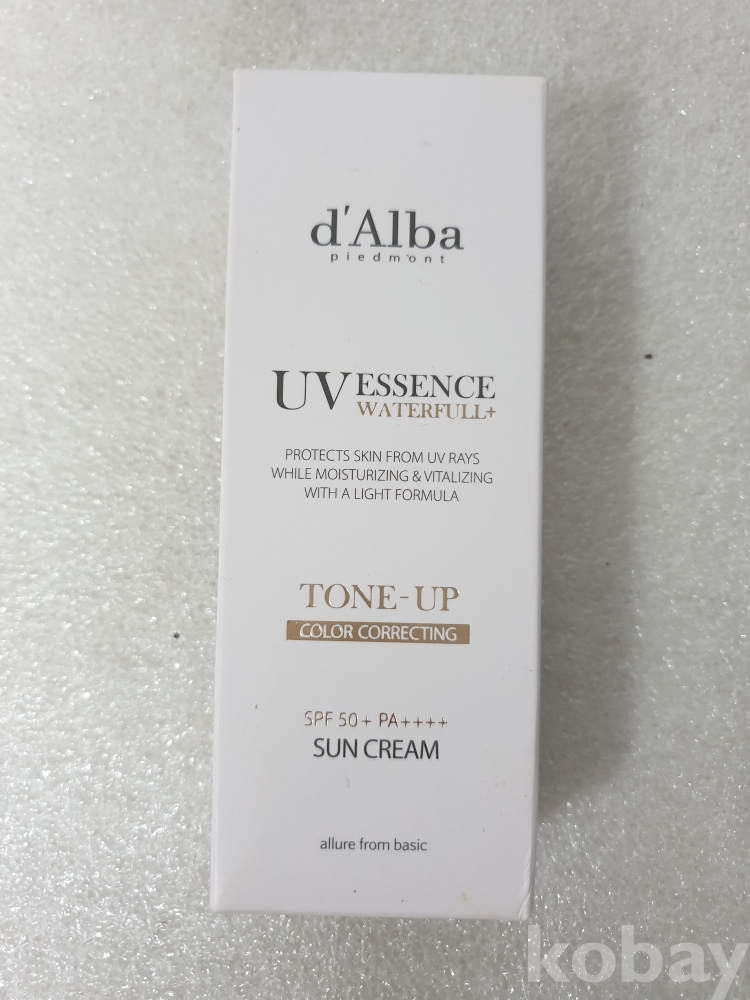 d'Alba
piedmont
UV ESSENCE
WATERFULL+
PROTECTS SKIN FROM UV RAYS
WHILE MOISTURIZING & VITALIZING
WITH A LIGHT FORMULA
TONE-UP
COLOR CORRECTING
SPF 50+ PA++++
SUN CREAM
allure from basic
kobay